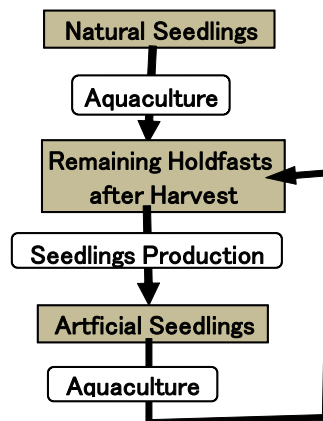 Natural Seedlings
Aquaculture
Remaining Holdfasts
after Harvest
Seedlings Production
Artficial Seedlings
Aquaculture